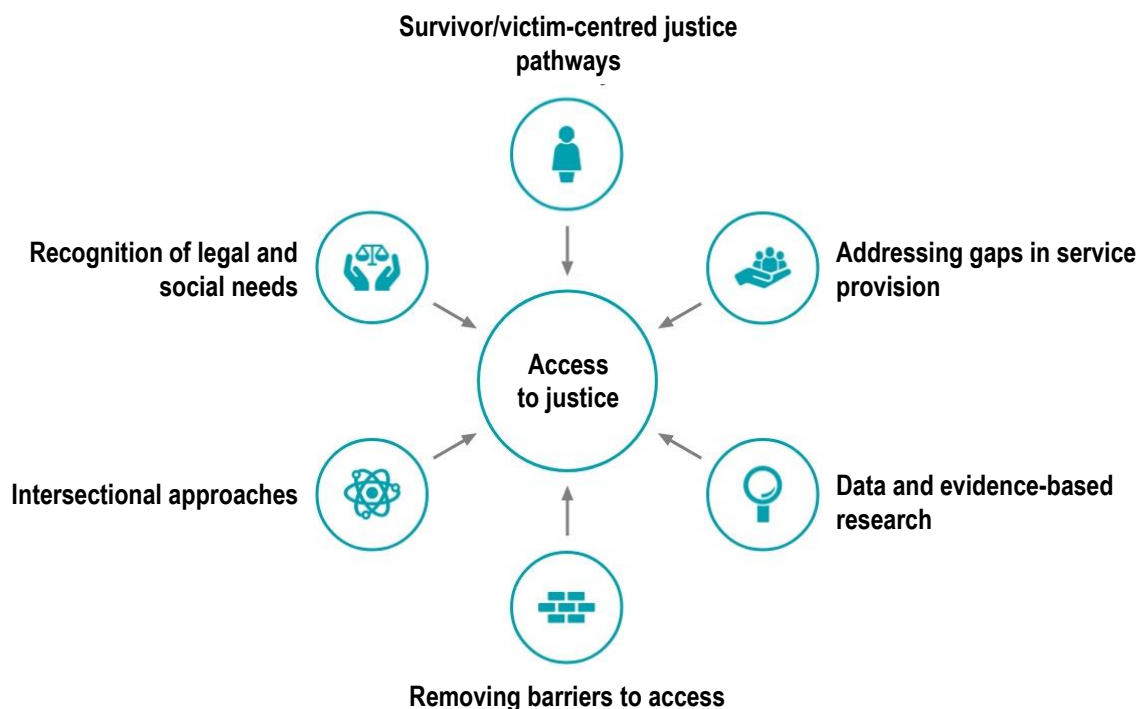 Survivor/victim-centred justice
pathways
Recognition of legal and
social needs
Addressing gaps in service
provision
Access
to justice
Intersectional approaches
Data and evidence-based
research
Removing barriers to access